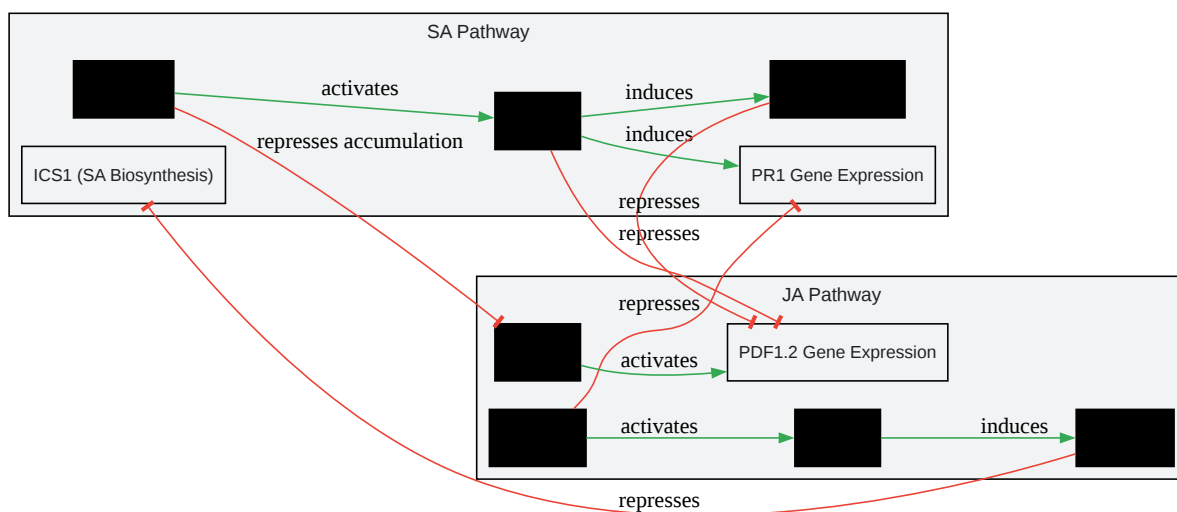 SA Pathway
activates
induces
induces
represses accumulation
ICS1 (SA Biosynthesis)
PR1 Gene Expression
represses
represses
JA Pathway
represses
PDF1.2 Gene Expression
activates
activates
induces
represses